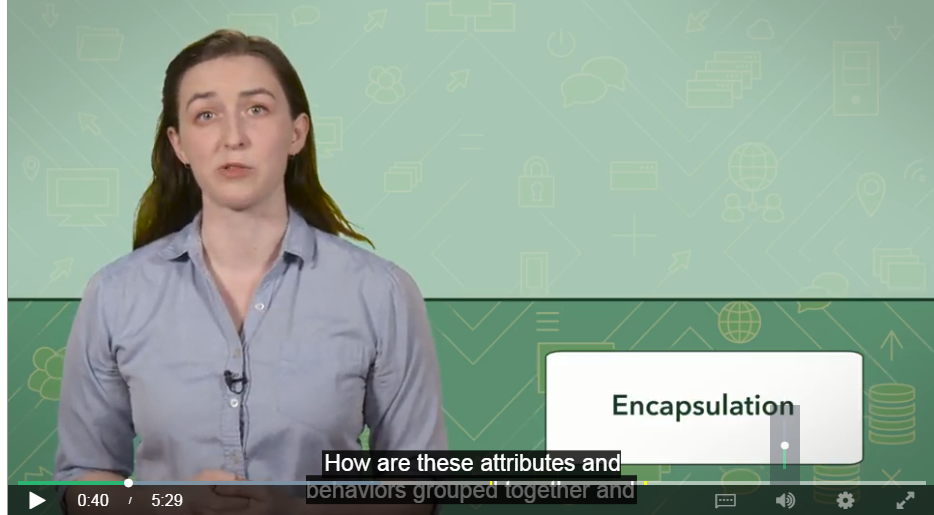 Encapsulation
How are these attributes and
behaviors grouped together and
0:40 / 5:29